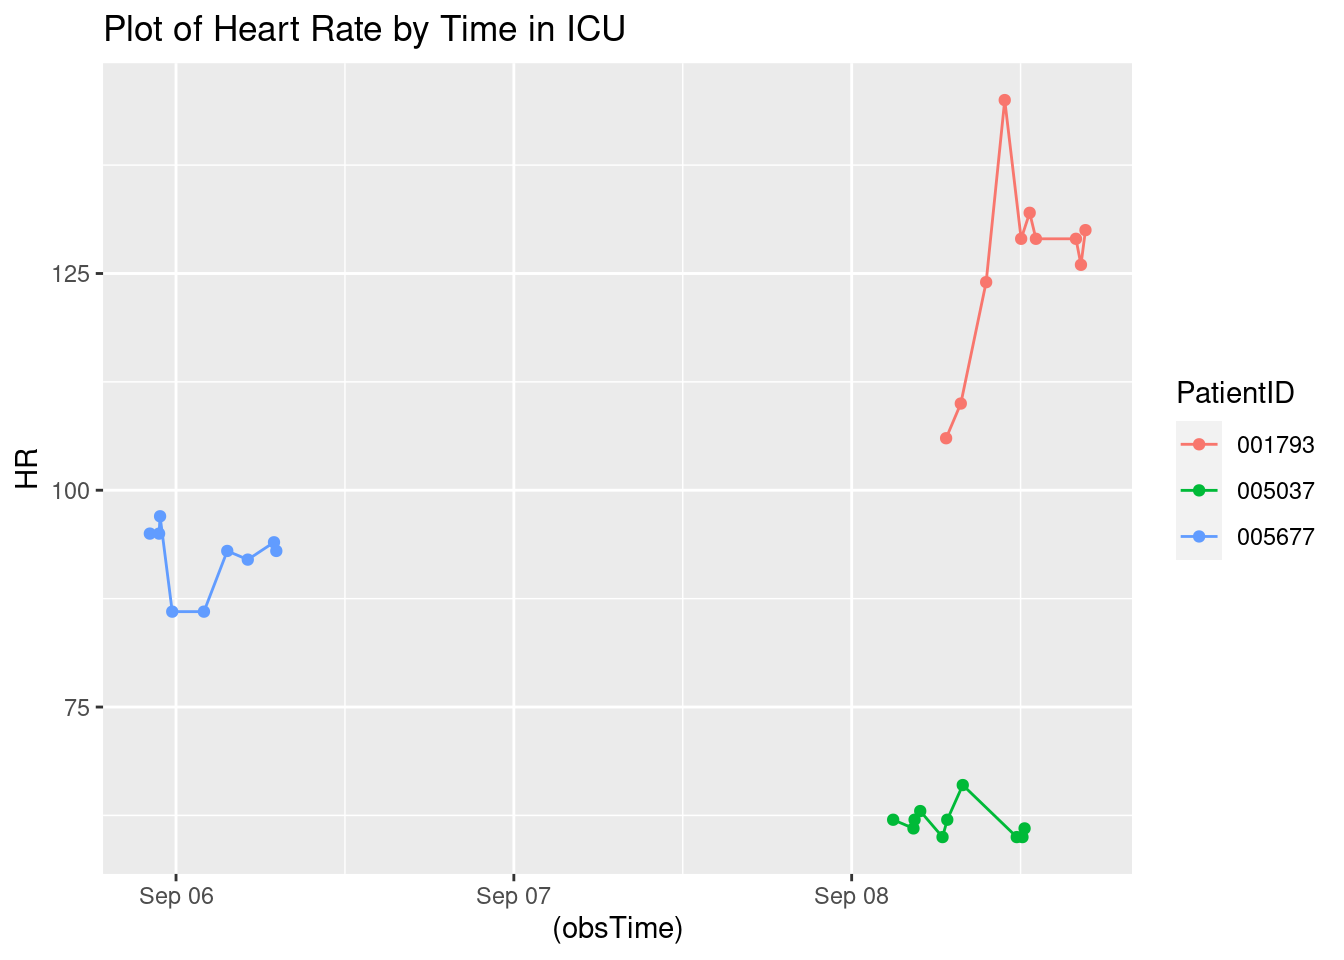 Plot of Heart Rate by Time in ICU
125
100
75
HR
Sep 06
Sep 07
Sep 08
(obsTime)
PatientID
001793
005037
005677